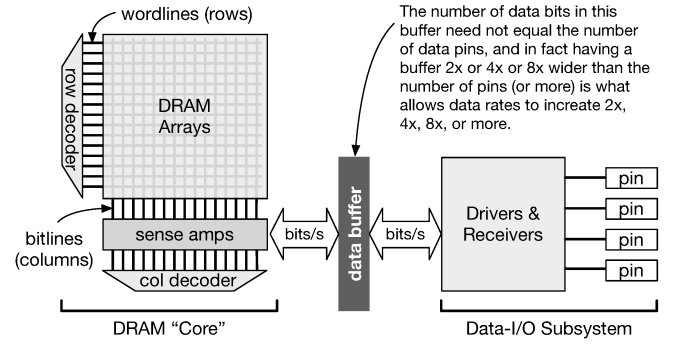 wordlines (rows)
The number of data bits in this
buffer need not equal the number
of data pins, and in fact having a
buffer 2x or 4x or 8x wider than the
number of pins (or more) is what
allows data rates to increate 2x,
4x, 8x, or more.
row decoder
DRAM
Arrays
bitlines
(columns)
sense amps
col decoder
bits/s
data buffer
bits/s
Drivers &
Receivers
pin
pin
pin
pin
DRAM “Core”
Data-I/O Subsystem